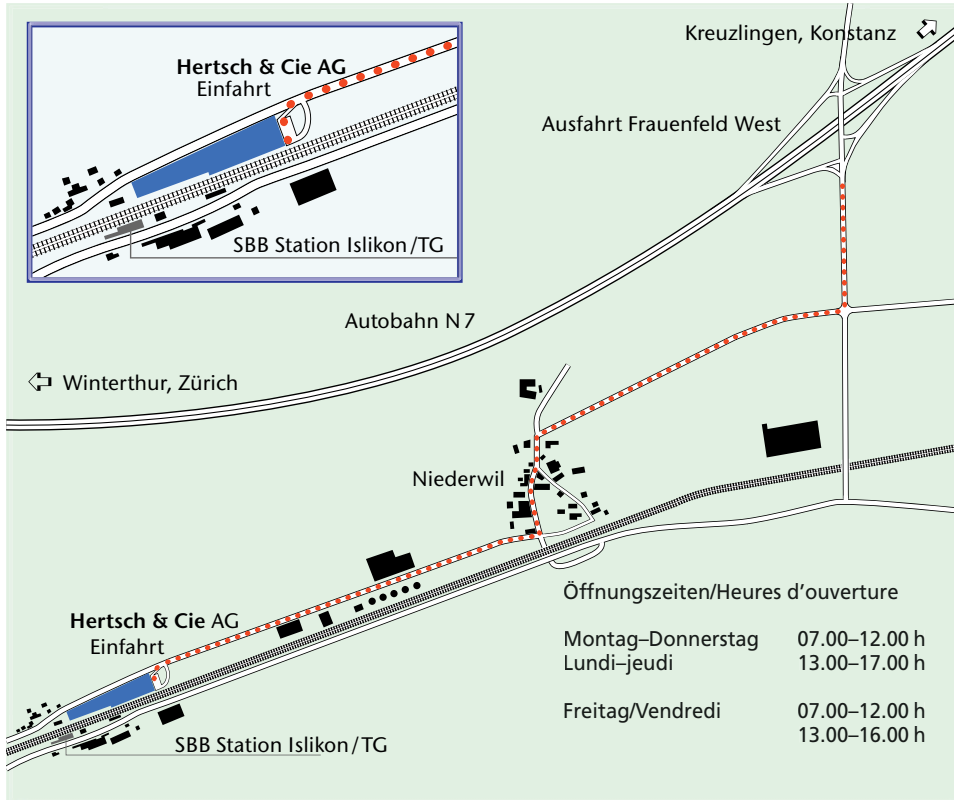 Kreuzlingen, Konstanz
Hertsch & Cie AG
Einfahrt
Ausfahrt Frauenfeld West
SBB Station Islikon/TG
Autobahn N7
Winterthur, Zürich
Niederwil
Hertsch & Cie AG
Einfahrt
SBB Station Islikon/TG
Öffnungszeiten/Heures d’ouverture
Montag–Donnerstag 07.00–12.00 h
Lundi–jeudi 13.00–17.00 h
Freitag/Vendredi 07.00–12.00 h
13.00–16.00 h